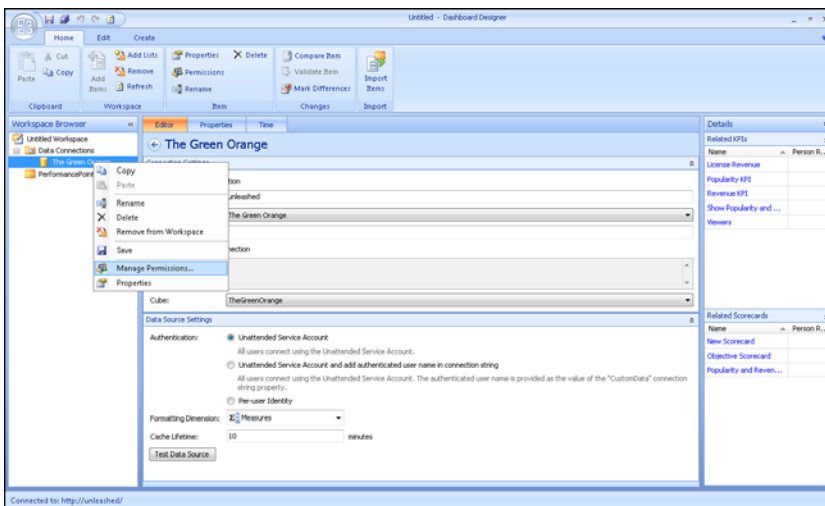 Untitled - Dashboard Designer
Home Edit Create
Cut
Copy
Paste
Add Items
Add Lists
Remove
Refresh
Properties
Permissions
Rename
Delete
Compare Item
Validate Item
Mark Differences
Import Items
Clipboard Workspace Item Changes Import
Workspace Browser
Untitled Workspace
Data Connections
The Green Orange
PerformancePoint
Copy
Paste
Rename
Delete
Remove from Workspace
Save
Manage Permissions...
Properties
Editor Properties Time
The Green Orange
unleashed
The Green Orange
Cube: TheGreenOrange
Data Source Settings
Authentication: Unattended Service Account
All users connect using the Unattended Service Account.
Unattended Service Account and add authenticated user name in connection string
All users connect using the Unattended Service Account. The authenticated user name is provided as the value of the "CustomData" connection
string property.
Per-user Identity
Formatting Dimension: Measures
Cache Lifetime: 10 minutes
Test Data Source
Details
Related KPIs
Name Person R...
License Revenue
Popularity KPI
Revenue KPI
Show Popularity and ...
Viewers
Related Scorecards
Name Person R...
New Scorecard
Objective Scorecard
Popularity and Reven...
Connected to: http://unleashed/